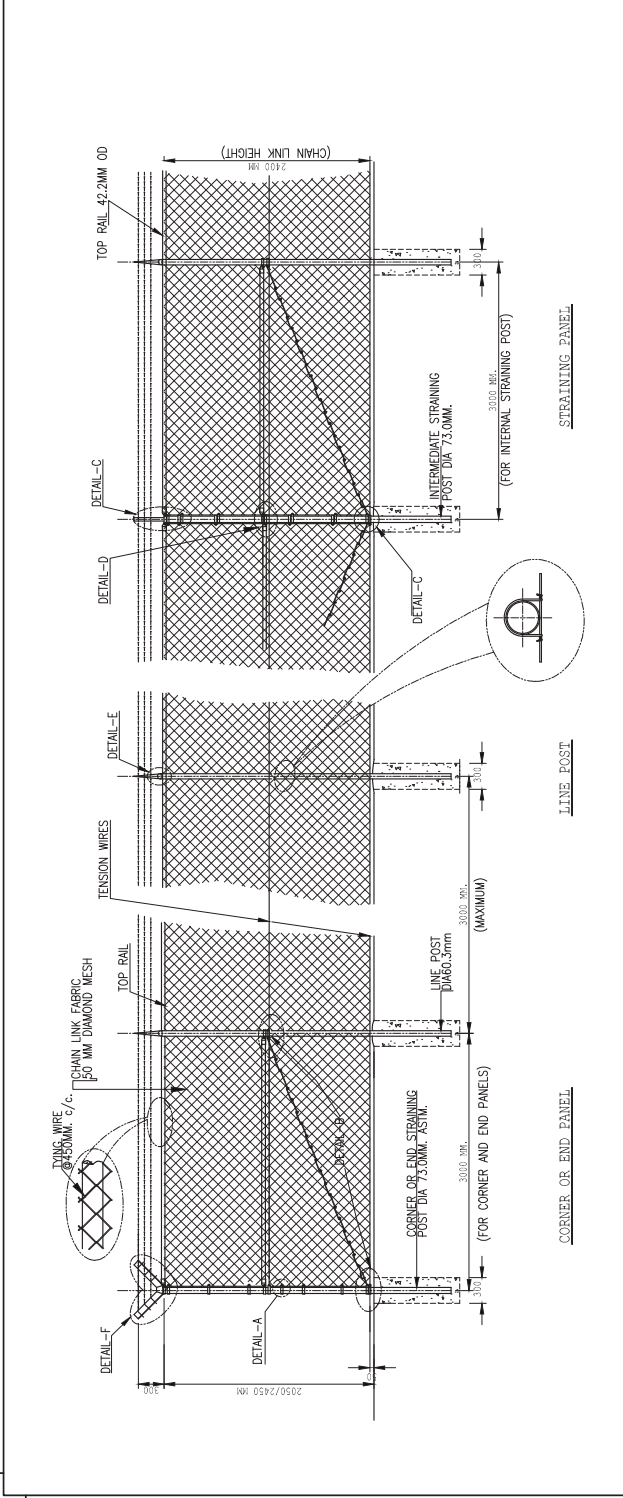 TYING WIRE
@450MM. c/c.
CHAIN LINK FABRIC
50 MM DIAMOND MESH
TOP RAIL
TENSION WIRES
DETAIL-E
DETAIL-C
DETAIL-D
TOP RAIL 42.2MM OD
DETAIL-F
300
2050/2450 MM
50
DETAIL-A
DETAIL-B
2400 MM
(CHAIN LINK HEIGHT)
CORNER OR END STRAINING
POST DIA 73.0MM. ASTM.
LINE POST
DIA60.3mm
DETAIL-C
INTERMEDIATE STRAINING
POST DIA 73.0MM.
300
3000 MM.
(FOR CORNER AND END PANELS)
3000 MM.
(MAXIMUM)
300
3000 MM.
(FOR INTERNAL STRAINING POST)
300
CORNER OR END PANEL
LINE POST
STRAINING PANEL